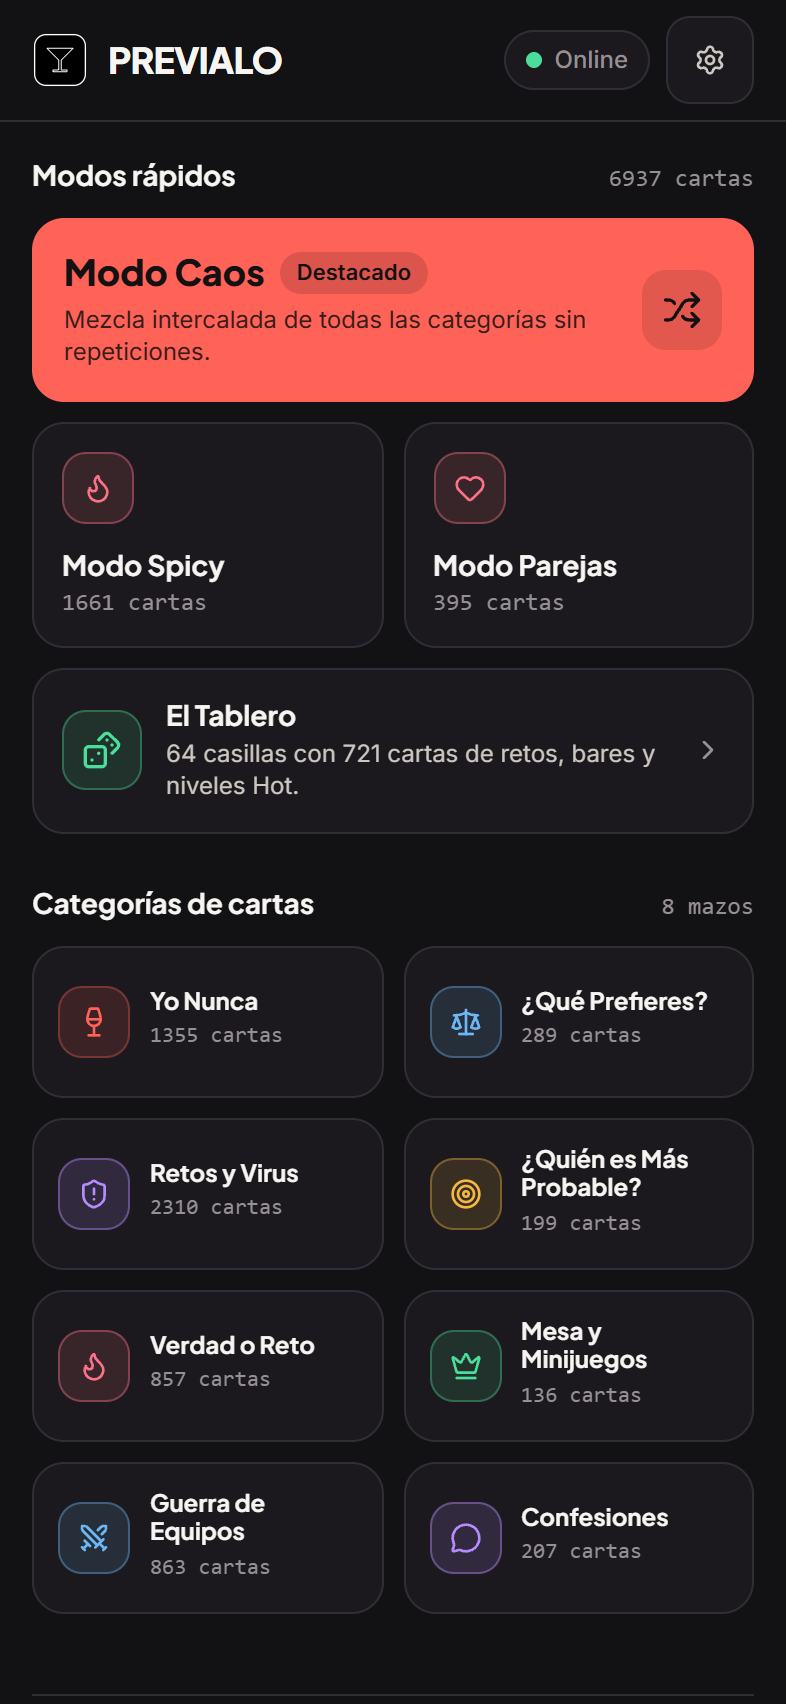 PREVIALO
Online
Modos rápidos
6937 cartas
Modo Caos
Destacado
Mezcla intercalada de todas las categorías sin
repeticiones.
Modo Spicy
1661 cartas
Modo Parejas
395 cartas
El Tablero
64 casillas con 721 cartas de retos, bares y
niveles Hot.
Categorías de cartas
8 mazos
Yo Nunca
1355 cartas
¿Qué Prefieres?
289 cartas
Retos y Virus
2310 cartas
¿Quién es Más
Probable?
199 cartas
Verdad o Reto
857 cartas
Mesa y
Minijuegos
136 cartas
Guerra de
Equipos
863 cartas
Confesiones
207 cartas